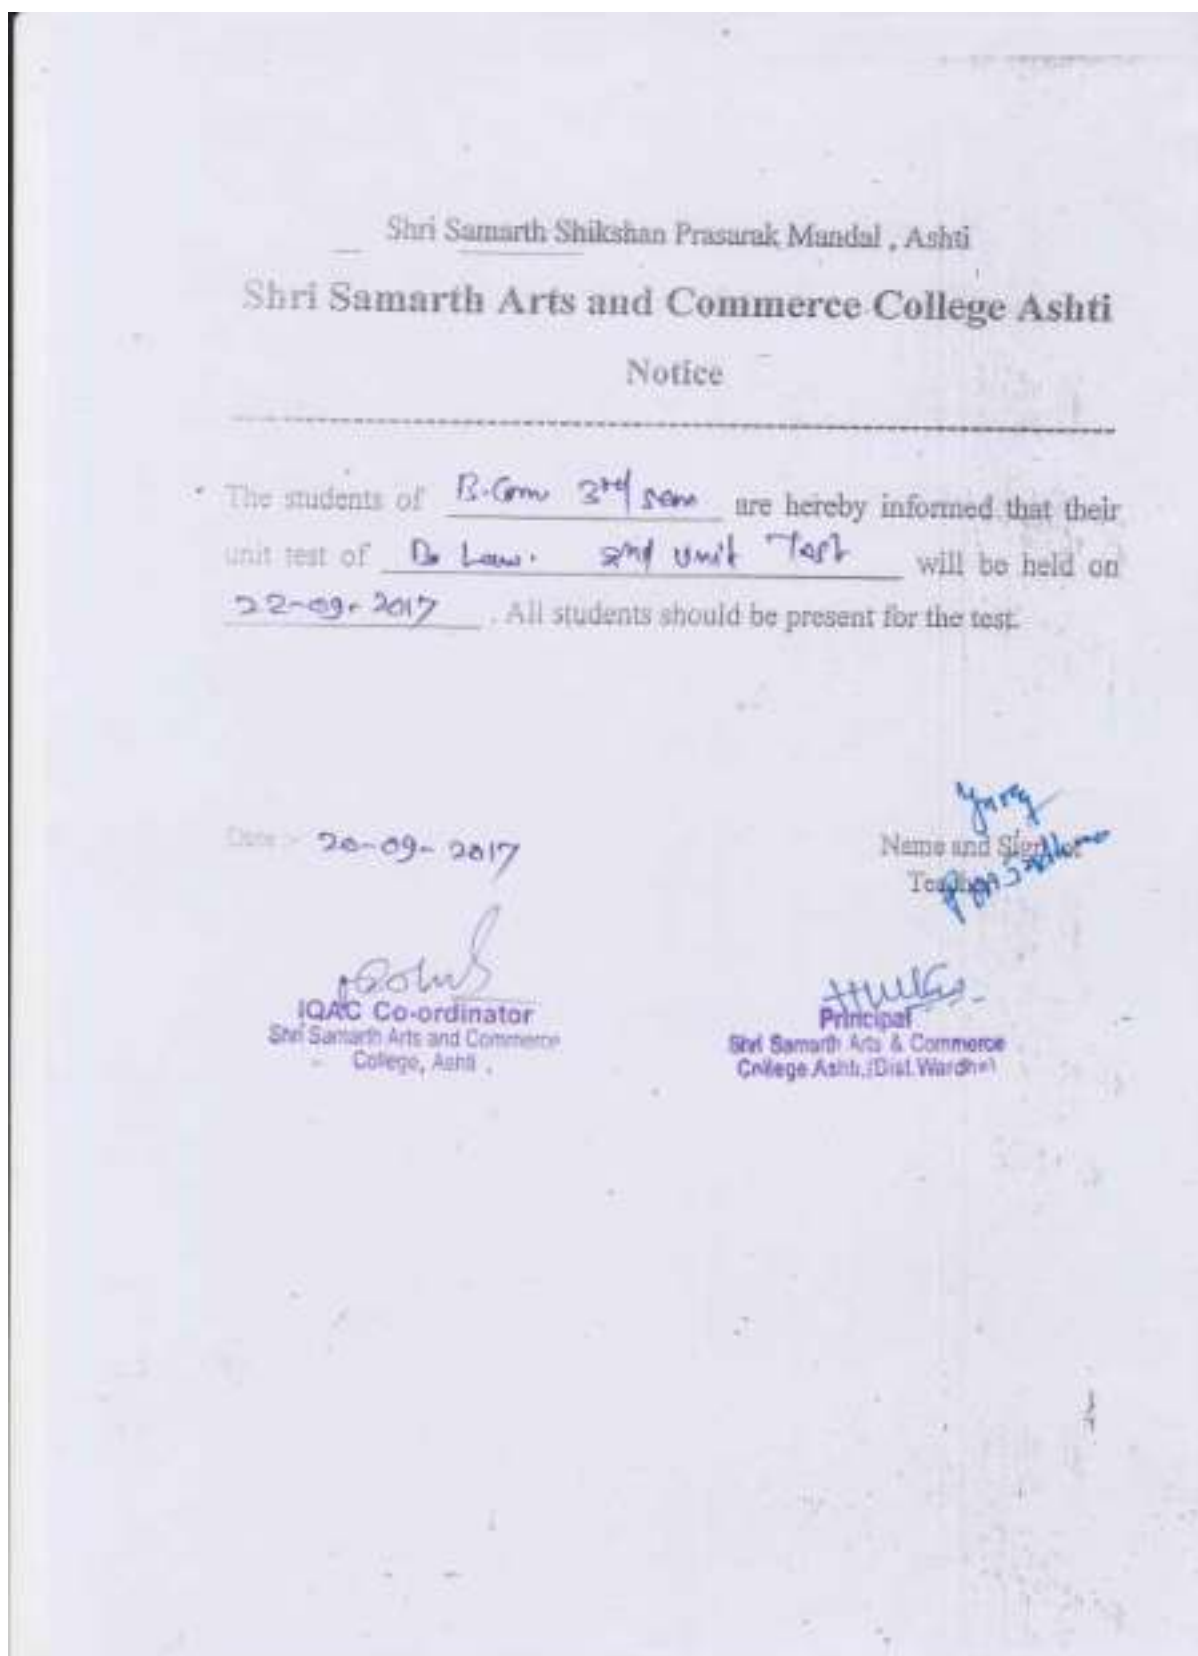 Shri Samarth Shikshan Prasarak Mandal , Ashti
Shri Samarth Arts and Commerce College Ashti
Notice
The students of B.Com 3rd sem are hereby informed that their
unit test of B. Law. 2nd Unit Test will be held on
22-09-2017 . All students should be present for the test.
Date :- 20-09-2017
Name and Sign of
Teacher
IQAC Co-ordinator
Shri Samarth Arts and Commerce
College, Ashti .
Principal
Shri Samarth Arts & Commerce
College Ashti,(Dist.Wardha)